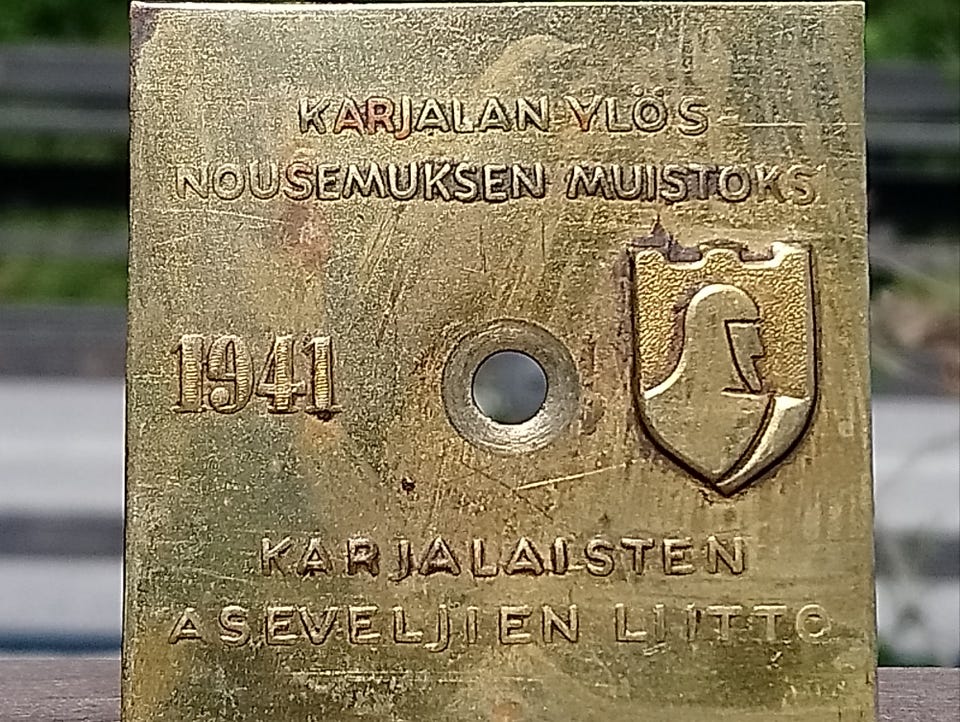 KARJALAN YLÖS
NOUSEMUKSEN MUISTOKS
1941
KARJALAISTEN
ASEVELJIEN LIITTO